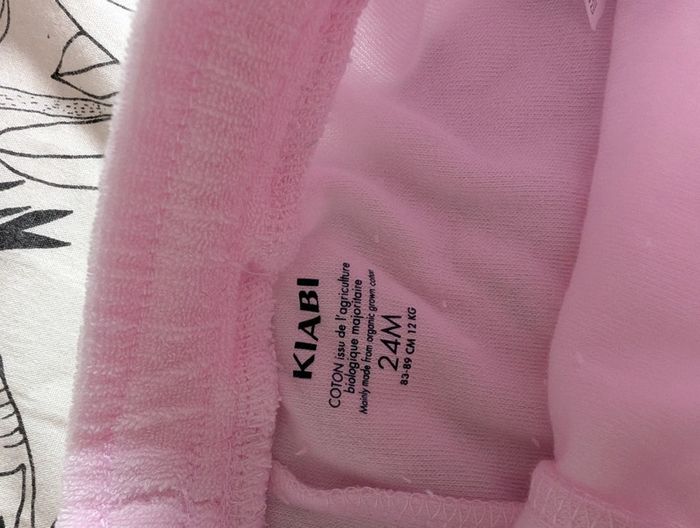 KIABI
COTON issu de l'agriculture
biologique majoritaire
Mainly made from organic grown cotton
24M
83-89 CM 12 KG